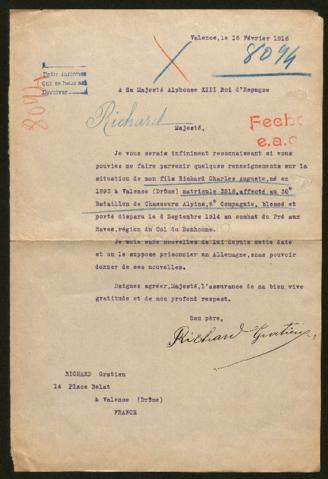 Valence, le 16 Février 1916
8094
8094
à Sa Majesté Alphonse XIII Roi d'Espagne
Richard
Fecho
e.a.c
Majesté,
Je vous serais infiniment reconnaissant si vous
pouviez me faire parvenir quelques renseignements sur la
situation de mon fils Richard Charles Auguste, né en
1893 à Valence (Drôme) matricule 3818, affecté au 30°
Bataillon de Chasseurs Alpins, 6° Compagnie, blessé et
porté disparu le 6 Septembre 1914 au combat du Pré aux
Raves, région du Col du Bonhomme.
Je suis sans nouvelles de lui depuis cette date
et on le suppose prisonnier en Allemagne, sans pouvoir
donner de ses nouvelles.
Daignez agréer, Majesté, l'assurance de ma bien vive
gratitude et de mon profond respect.
Son père,
Richard Gratien
RICHARD Gratien
14 Place Belat
à Valence (Drôme)
FRANCE